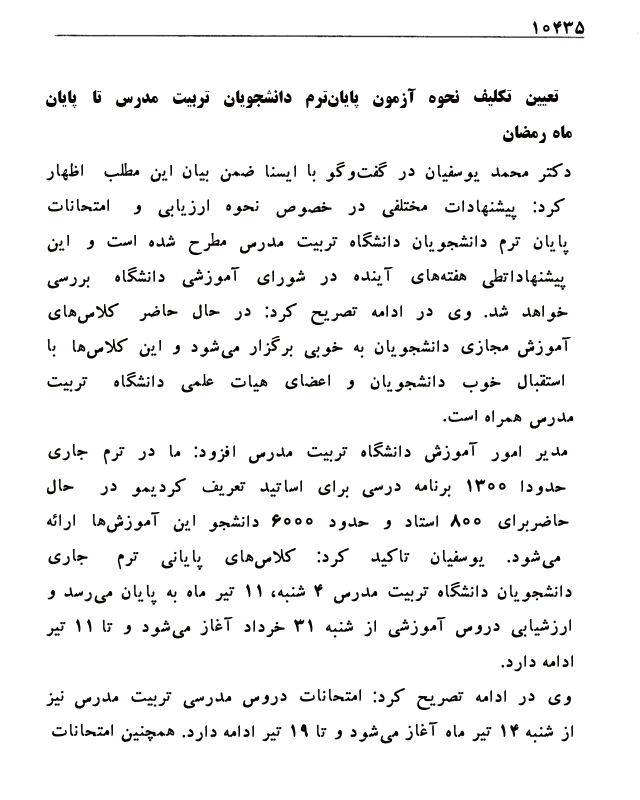 ۱۰۴۳۵
تعیین تکلیف نحوه آزمون پایان‌ترم دانشجویان تربیت مدرس تا پایان
ماه رمضان
دکتر محمد یوسفیان در گفت‌وگو با ایسنا ضمن بیان این مطلب اظهار
کرد: پیشنهادات مختلفی در خصوص نحوه ارزیابی و امتحانات
پایان ترم دانشجویان دانشگاه تربیت مدرس مطرح شده است و این
پیشنهاداتطی هفته‌های آینده در شورای آموزشی دانشگاه بررسی
خواهد شد. وی در ادامه تصریح کرد: در حال حاضر کلاس‌های
آموزش مجازی دانشجویان به خوبی برگزار می‌شود و این کلاس‌ها با
استقبال خوب دانشجویان و اعضای هیات علمی دانشگاه تربیت
مدرس همراه است.
مدیر امور آموزش دانشگاه تربیت مدرس افزود: ما در ترم جاری
حدودا ۱۳۰۰ برنامه درسی برای اساتید تعریف کردیمو در حال
حاضربرای ۸۰۰ استاد و حدود ۶۰۰۰ دانشجو این آموزش‌ها ارائه
می‌شود. یوسفیان تاکید کرد: کلاس‌های پایانی ترم جاری
دانشجویان دانشگاه تربیت مدرس ۴ شنبه، ۱۱ تیر ماه به پایان می‌رسد و
ارزشیابی دروس آموزشی از شنبه ۳۱ خرداد آغاز می‌شود و تا ۱۱ تیر
ادامه دارد.
وی در ادامه تصریح کرد: امتحانات دروس مدرسی تربیت مدرس نیز
از شنبه ۱۴ تیر ماه آغاز می‌شود و تا ۱۹ تیر ادامه دارد. همچنین امتحانات